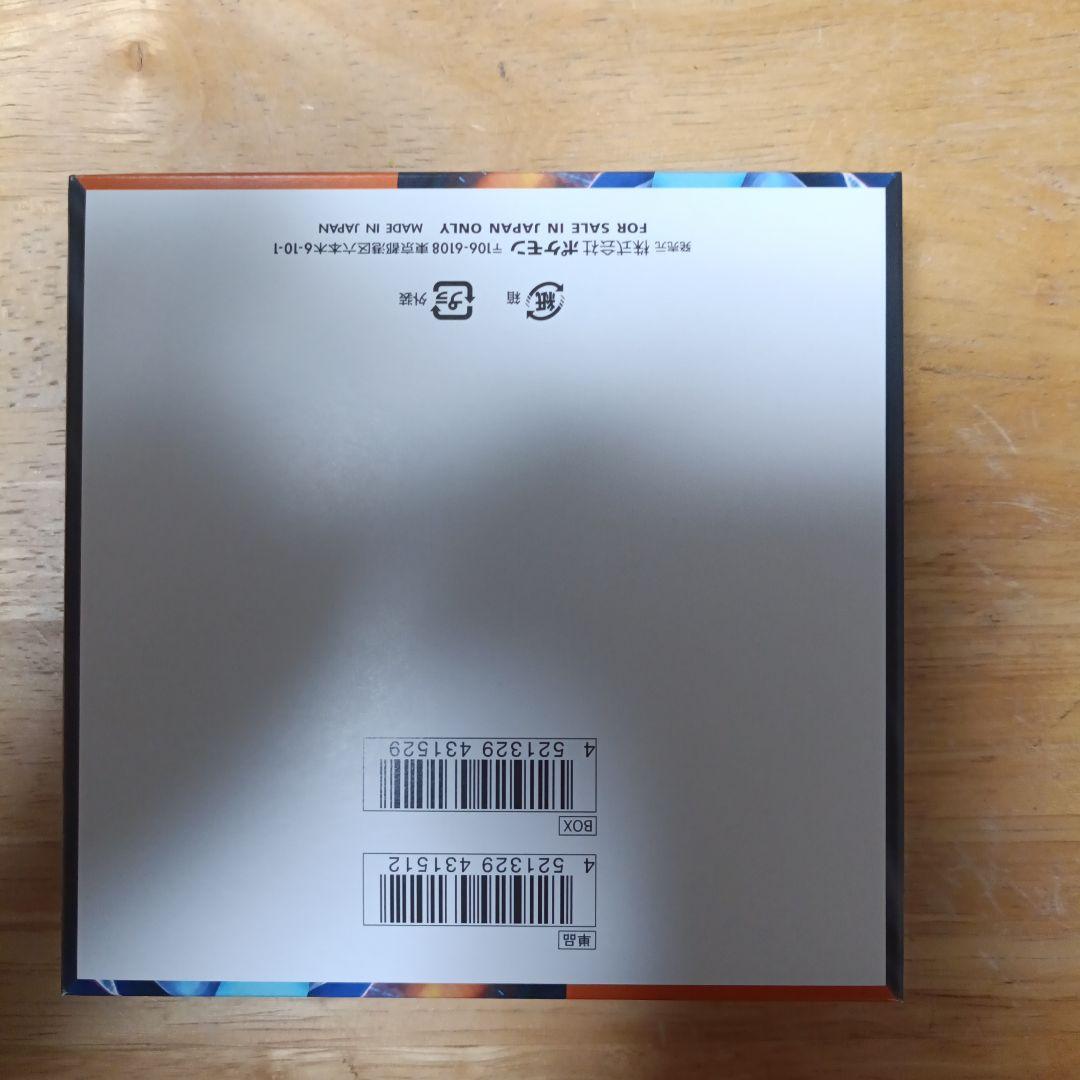 単品
4 521329 431512
BOX
4 521329 431529
紙 箱
プラ 外装
発売元 株式会社ポケモン 〒106-6108 東京都港区六本木6-10-1
FOR SALE IN JAPAN ONLY MADE IN JAPAN